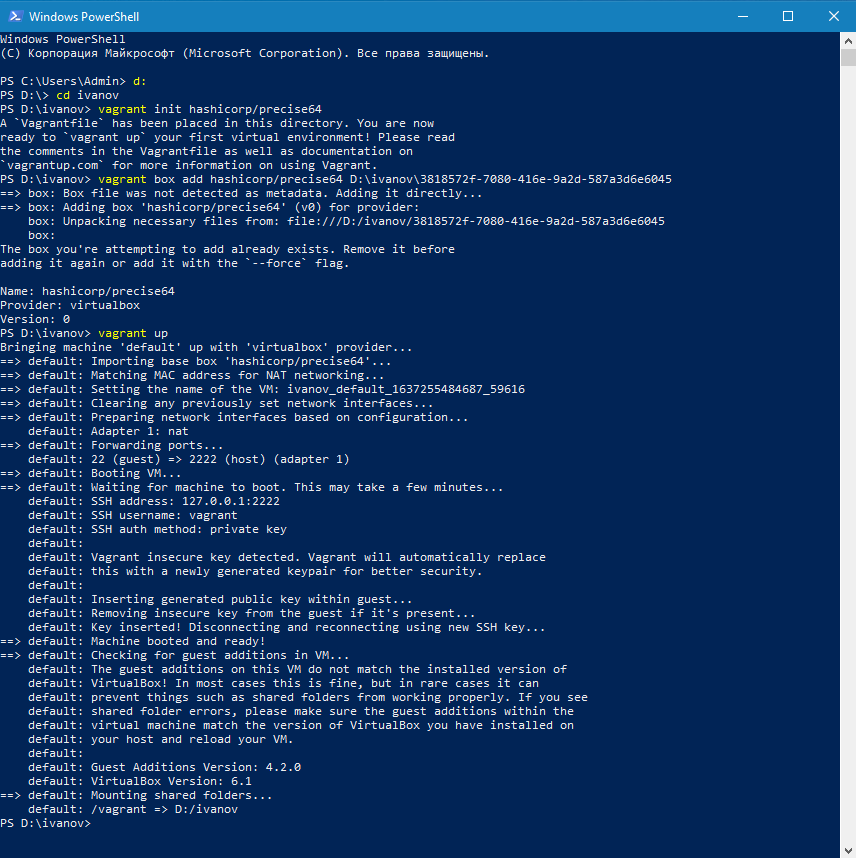 Windows PowerShell
Windows PowerShell
(C) Корпорация Майкрософт (Microsoft Corporation). Все права защищены.
PS C:\Users\Admin> d:
PS D:\> cd ivanov
PS D:\ivanov> vagrant init hashicorp/precise64
A `Vagrantfile` has been placed in this directory. You are now
ready to `vagrant up` your first virtual environment! Please read
the comments in the Vagrantfile as well as documentation on
`vagrantup.com` for more information on using Vagrant.
PS D:\ivanov> vagrant box add hashicorp/precise64 D:\ivanov\3818572f-7080-416e-9a2d-587a3d6e6045
==> box: Box file was not detected as metadata. Adding it directly...
==> box: Adding box 'hashicorp/precise64' (v0) for provider:
    box: Unpacking necessary files from: file:///D:/ivanov/3818572f-7080-416e-9a2d-587a3d6e6045
    box:
The box you're attempting to add already exists. Remove it before
adding it again or add it with the `--force` flag.
Name: hashicorp/precise64
Provider: virtualbox
Version: 0
PS D:\ivanov> vagrant up
Bringing machine 'default' up with 'virtualbox' provider...
==> default: Importing base box 'hashicorp/precise64'...
==> default: Matching MAC address for NAT networking...
==> default: Setting the name of the VM: ivanov_default_1637255484687_59616
==> default: Clearing any previously set network interfaces...
==> default: Preparing network interfaces based on configuration...
    default: Adapter 1: nat
==> default: Forwarding ports...
    default: 22 (guest) => 2222 (host) (adapter 1)
==> default: Booting VM...
==> default: Waiting for machine to boot. This may take a few minutes...
    default: SSH address: 127.0.0.1:2222
    default: SSH username: vagrant
    default: SSH auth method: private key
    default:
    default: Vagrant insecure key detected. Vagrant will automatically replace
    default: this with a newly generated keypair for better security.
    default:
    default: Inserting generated public key within guest...
    default: Removing insecure key from the guest if it's present...
    default: Key inserted! Disconnecting and reconnecting using new SSH key...
==> default: Machine booted and ready!
==> default: Checking for guest additions in VM...
    default: The guest additions on this VM do not match the installed version of
    default: VirtualBox! In most cases this is fine, but in rare cases it can
    default: prevent things such as shared folders from working properly. If you see
    default: shared folder errors, please make sure the guest additions within the
    default: virtual machine match the version of VirtualBox you have installed on
    default: your host and reload your VM.
    default:
    default: Guest Additions Version: 4.2.0
    default: VirtualBox Version: 6.1
==> default: Mounting shared folders...
    default: /vagrant => D:/ivanov
PS D:\ivanov>